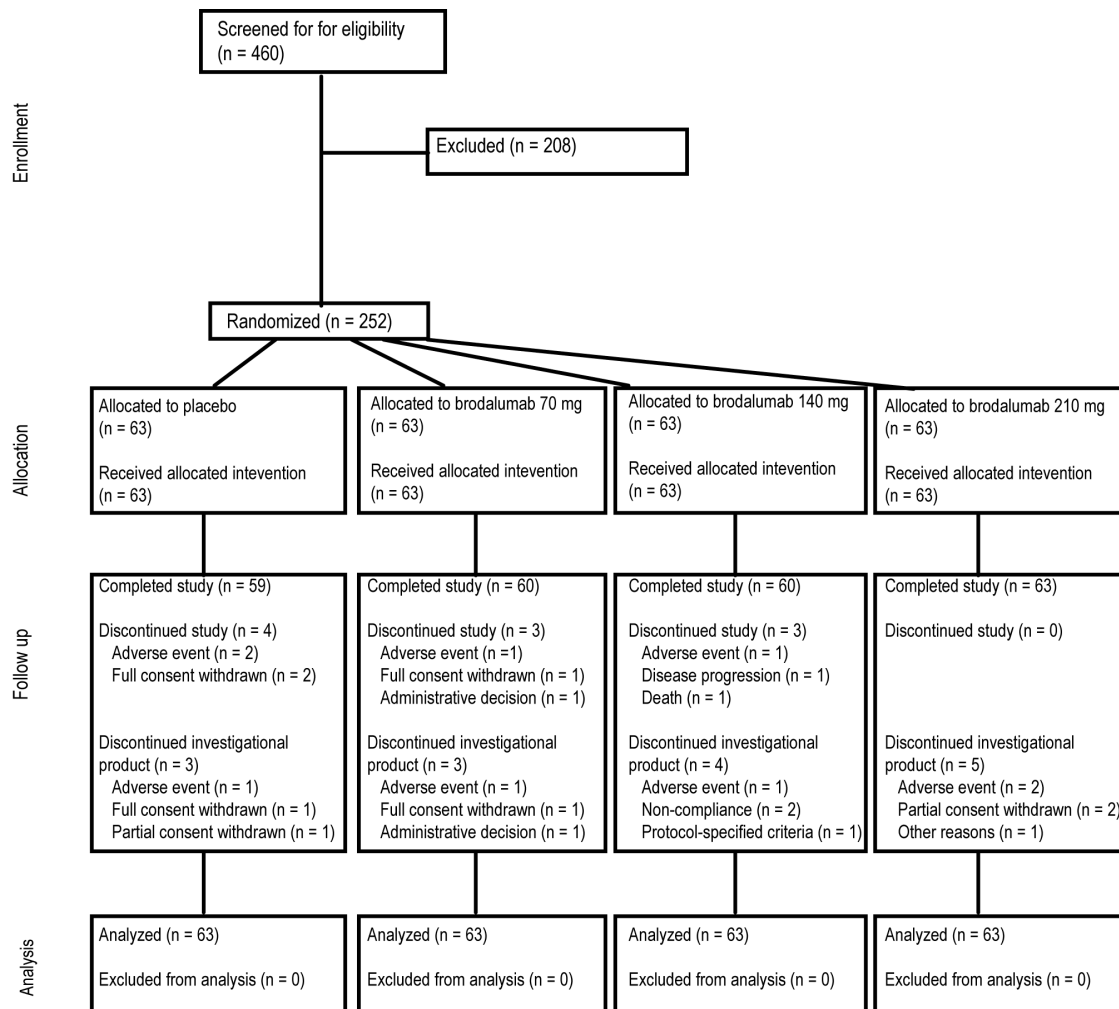 Screened for for eligibility
(n = 460)
Enrollment
Excluded (n = 208)
Randomized (n = 252)
Allocation
Allocated to placebo
(n = 63)
Received allocated intevention
(n = 63)
Allocated to brodalumab 70 mg
(n = 63)
Received allocated intevention
(n = 63)
Allocated to brodalumab 140 mg
(n = 63)
Received allocated intevention
(n = 63)
Allocated to brodalumab 210 mg
(n = 63)
Received allocated intevention
(n = 63)
Follow up
Completed study (n = 59)
Discontinued study (n = 4)
Adverse event (n = 2)
Full consent withdrawn (n = 2)
Discontinued investigational
product (n = 3)
Adverse event (n = 1)
Full consent withdrawn (n = 1)
Partial consent withdrawn (n = 1)
Completed study (n = 60)
Discontinued study (n = 3)
Adverse event (n =1)
Full consent withdrawn (n = 1)
Administrative decision (n = 1)
Discontinued investigational
product (n = 3)
Adverse event (n = 1)
Full consent withdrawn (n = 1)
Administrative decision (n = 1)
Completed study (n = 60)
Discontinued study (n = 3)
Adverse event (n = 1)
Disease progression (n = 1)
Death (n = 1)
Discontinued investigational
product (n = 4)
Adverse event (n = 1)
Non-compliance (n = 2)
Protocol-specified criteria (n = 1)
Completed study (n = 63)
Discontinued study (n = 0)
Discontinued investigational
product (n = 5)
Adverse event (n = 2)
Partial consent withdrawn (n = 2)
Other reasons (n = 1)
Analysis
Analyzed (n = 63)
Excluded from analysis (n = 0)
Analyzed (n = 63)
Excluded from analysis (n = 0)
Analyzed (n = 63)
Excluded from analysis (n = 0)
Analyzed (n = 63)
Excluded from analysis (n = 0)